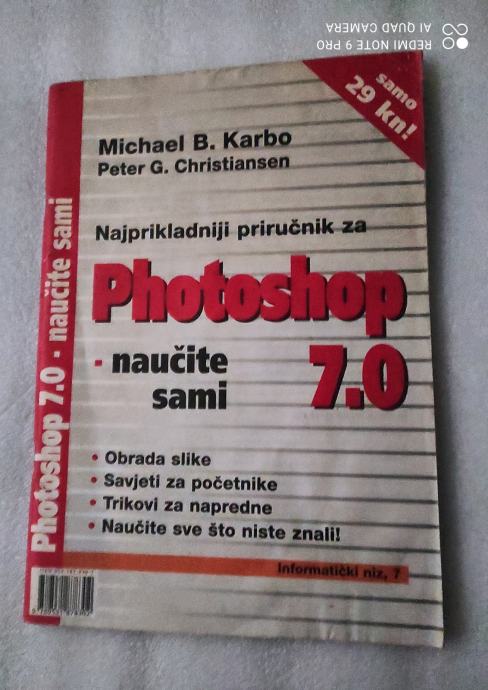 REDMI NOTE 9 PRO
AI QUAD CAMERA
samo
29 kn!
Michael B. Karbo
Peter G. Christiansen
Najprikladniji priručnik za
Photoshop
7.0
- naučite
sami
• Obrada slike
• Savjeti za početnike
• Trikovi za napredne
• Naučite sve što niste znali!
Informatički niz, 7
Photoshop 7.0 - naučite sami